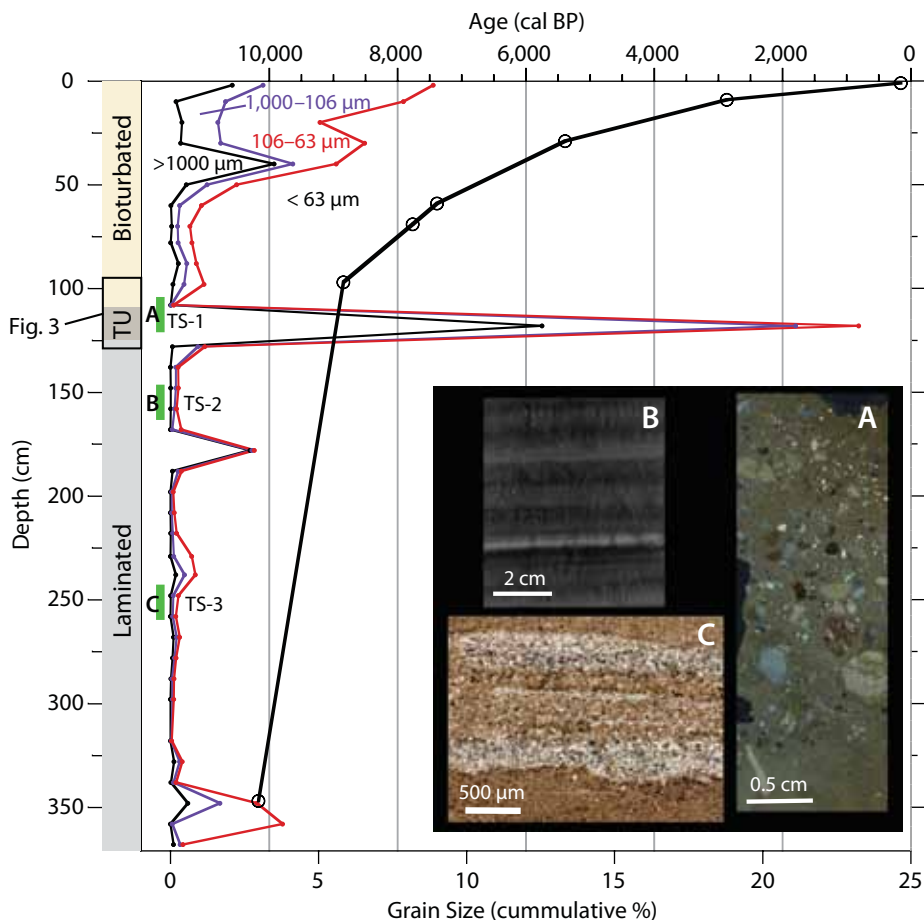 Age (cal BP)
10,000 8,000 6,000 4,000 2,000 0
0
50
100
150
200
250
300
350
Depth (cm)
Bioturbated
TU
Laminated
Fig. 3
1,000–106 µm
106–63 µm
>1000 µm
< 63 µm
A TS-1
B TS-2
C TS-3
B
2 cm
A
0.5 cm
C
500 µm
0 5 10 15 20 25
Grain Size (cummulative %)